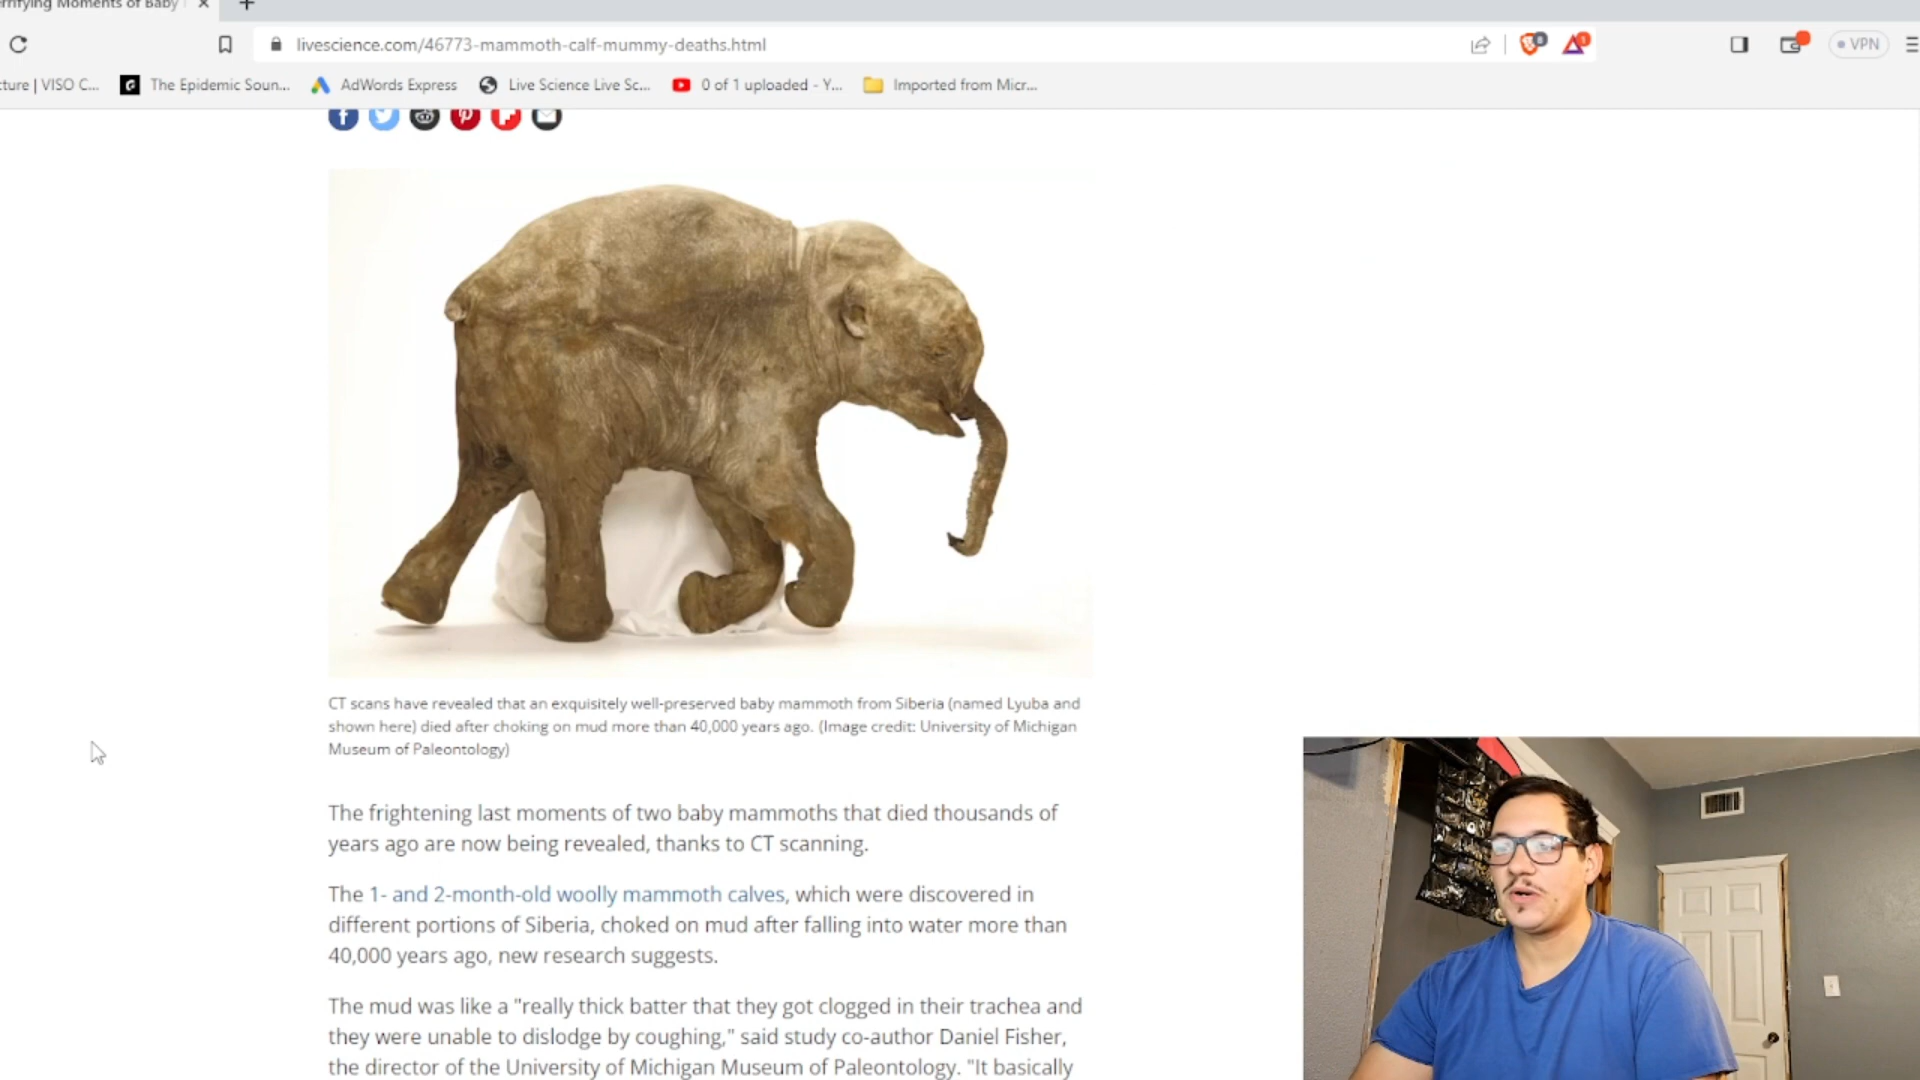 errifying Moments of Baby
livescience.com/46773-mammoth-calf-mummy-deaths.html
VPN
cture | VISO C...
The Epidemic Soun...
AdWords Express
Live Science Live Sc...
0 of 1 uploaded - Y...
Imported from Micr...
CT scans have revealed that an exquisitely well-preserved baby mammoth from Siberia (named Lyuba and
shown here) died after choking on mud more than 40,000 years ago. (Image credit: University of Michigan
Museum of Paleontology)
The frightening last moments of two baby mammoths that died thousands of
years ago are now being revealed, thanks to CT scanning.
The 1- and 2-month-old woolly mammoth calves, which were discovered in
different portions of Siberia, choked on mud after falling into water more than
40,000 years ago, new research suggests.
The mud was like a "really thick batter that they got clogged in their trachea and
they were unable to dislodge by coughing," said study co-author Daniel Fisher,
the director of the University of Michigan Museum of Paleontology. "It basically